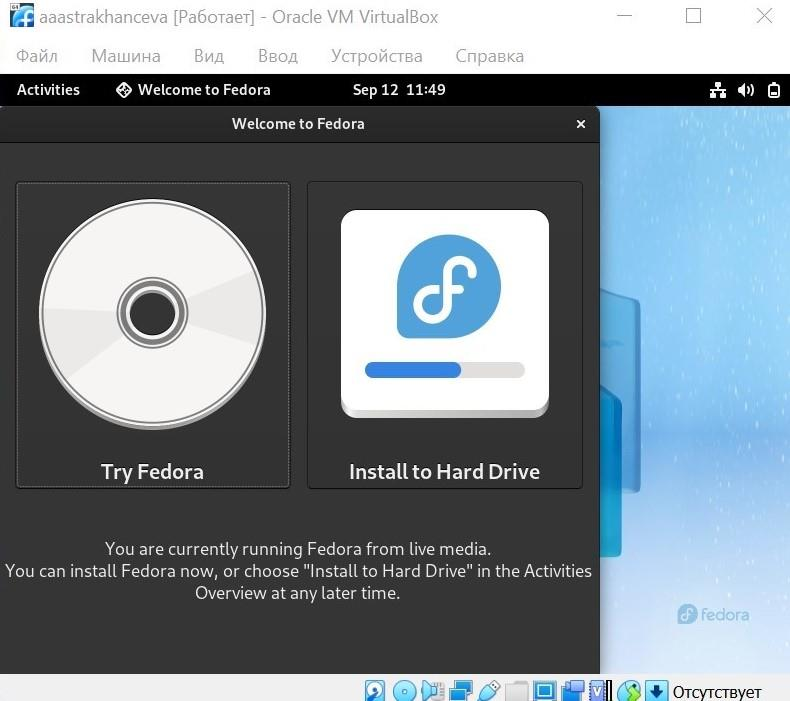 aaastrakhanceva [Работает] - Oracle VM VirtualBox
Файл Машина Вид Ввод Устройства Справка
Activities Welcome to Fedora Sep 12 11:49
Welcome to Fedora
Try Fedora Install to Hard Drive
You are currently running Fedora from live media.
You can install Fedora now, or choose "Install to Hard Drive" in the Activities
Overview at any later time.
fedora
Отсутствует